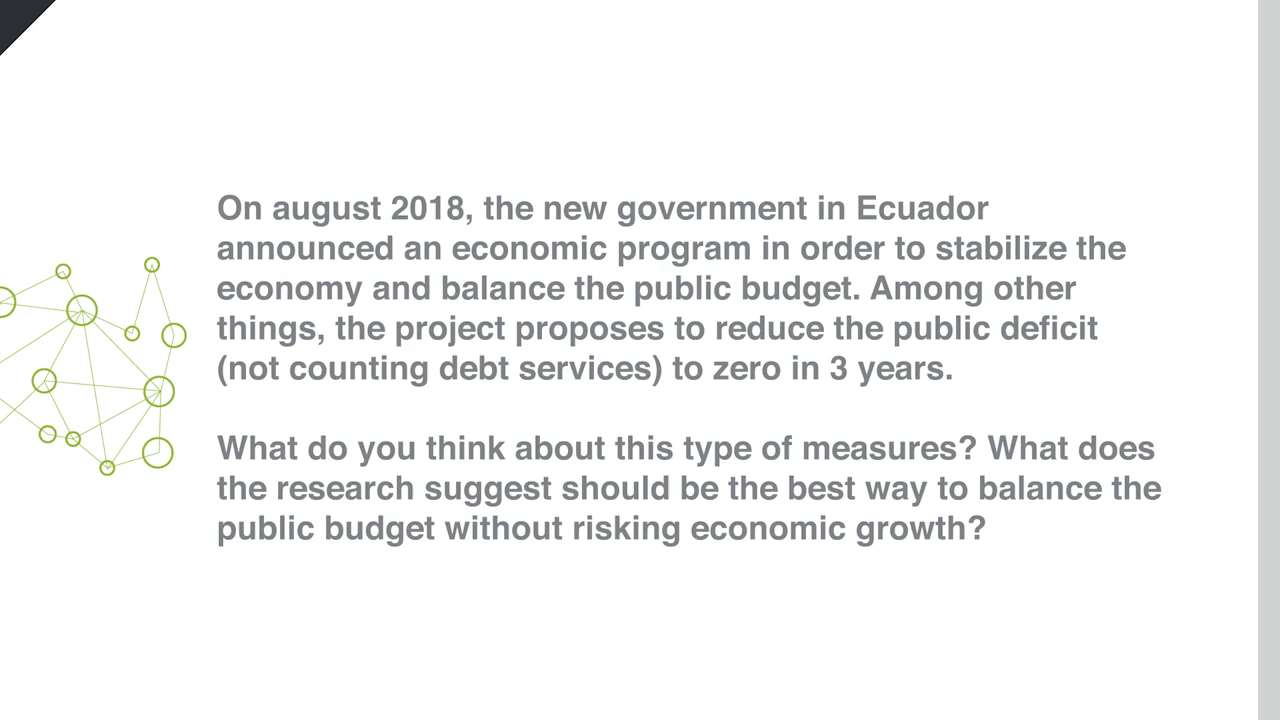 On august 2018, the new government in Ecuador
announced an economic program in order to stabilize the
economy and balance the public budget. Among other
things, the project proposes to reduce the public deficit
(not counting debt services) to zero in 3 years.
What do you think about this type of measures? What does
the research suggest should be the best way to balance the
public budget without risking economic growth?